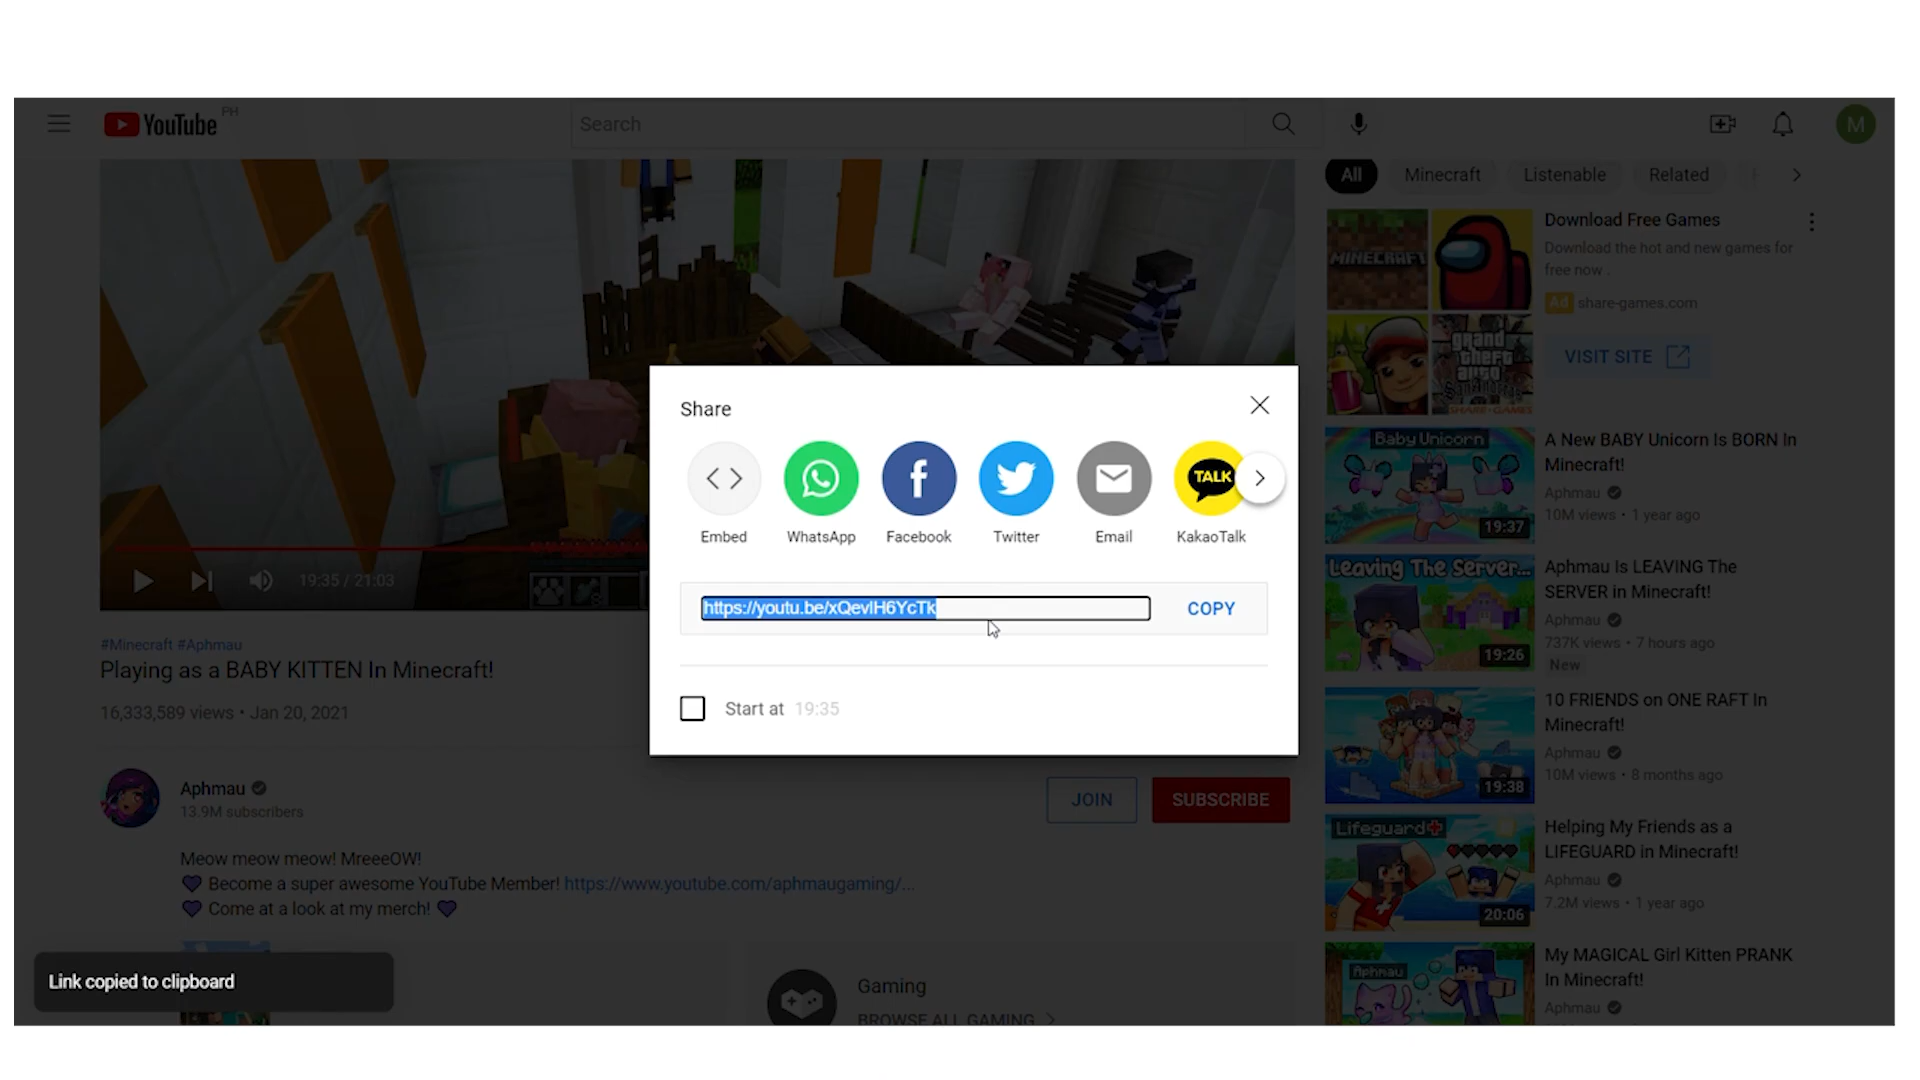 YouTube PH
Search
M
All
Minecraft
Listenable
Related
MINECRAFT
Download Free Games
Download the hot and new games for
free now .
Ad share-games.com
grand
theft
auto
SHARE-GAMES
VISIT SITE
Share
TALK
Embed
WhatsApp
Facebook
Twitter
Email
KakaoTalk
https://youtu.be/xQevlH6YcTk
COPY
Start at 19:35
19:35 / 21:03
#Minecraft #Aphmau
Playing as a BABY KITTEN In Minecraft!
16,333,589 views • Jan 20, 2021
Aphmau
13.9M subscribers
JOIN
SUBSCRIBE
Meow meow meow! MreeeOW!
Become a super awesome YouTube Member! https://www.youtube.com/aphmaugaming/...
Come at a look at my merch!
Link copied to clipboard
Gaming
BROWSE ALL GAMING
Baby Unicorn
19:37
A New BABY Unicorn Is BORN In
Minecraft!
Aphmau
10M views • 1 year ago
Leaving The Server...
19:26
Aphmau Is LEAVING The
SERVER in Minecraft!
Aphmau
737K views • 7 hours ago
New
19:38
10 FRIENDS on ONE RAFT In
Minecraft!
Aphmau
10M views • 8 months ago
Lifeguard
20:06
Helping My Friends as a
LIFEGUARD in Minecraft!
Aphmau
7.2M views • 1 year ago
Aphmau
My MAGICAL Girl Kitten PRANK
In Minecraft!
Aphmau